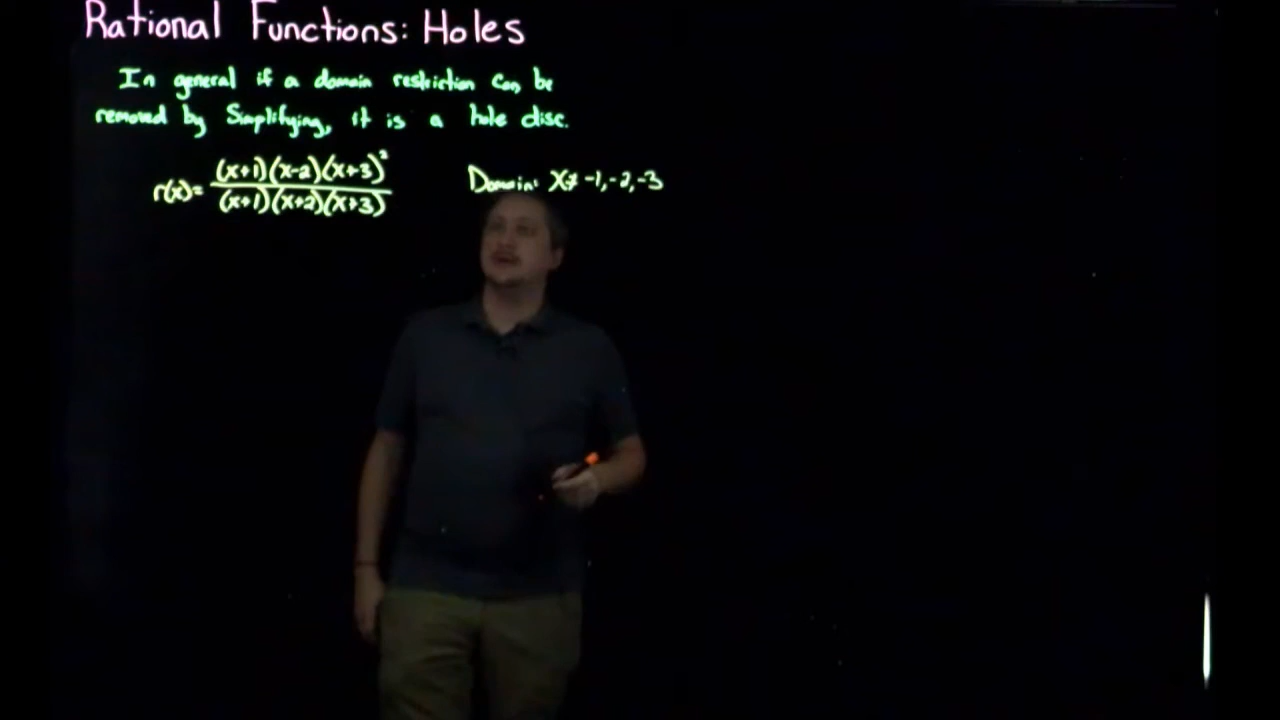 Rational Functions: Holes
In general if a domain restriction can be
removed by Simplifying, it is a hole disc.
r(x) = (x+1)(x-2)(x+3)² / (x+1)(x+2)(x+3)
Domain: X≠ -1,-2,-3